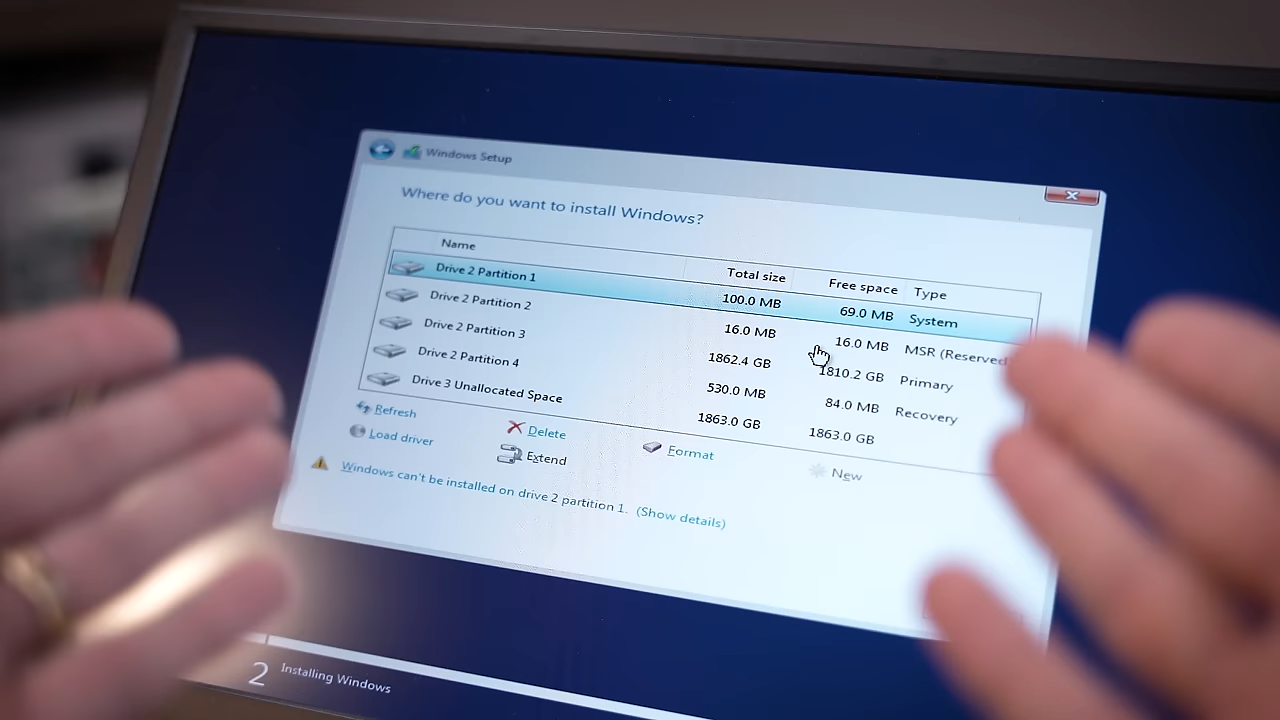 Windows Setup
Where do you want to install Windows?
Name Total size Free space Type
Drive 2 Partition 1 100.0 MB 69.0 MB System
Drive 2 Partition 2 16.0 MB 16.0 MB MSR (Reserved
Drive 2 Partition 3 1862.4 GB 1810.2 GB Primary
Drive 2 Partition 4 530.0 MB 84.0 MB Recovery
Drive 3 Unallocated Space 1863.0 GB 1863.0 GB
Refresh Delete Format New
Load driver Extend
Windows can't be installed on drive 2 partition 1. (Show details)
2 Installing Windows